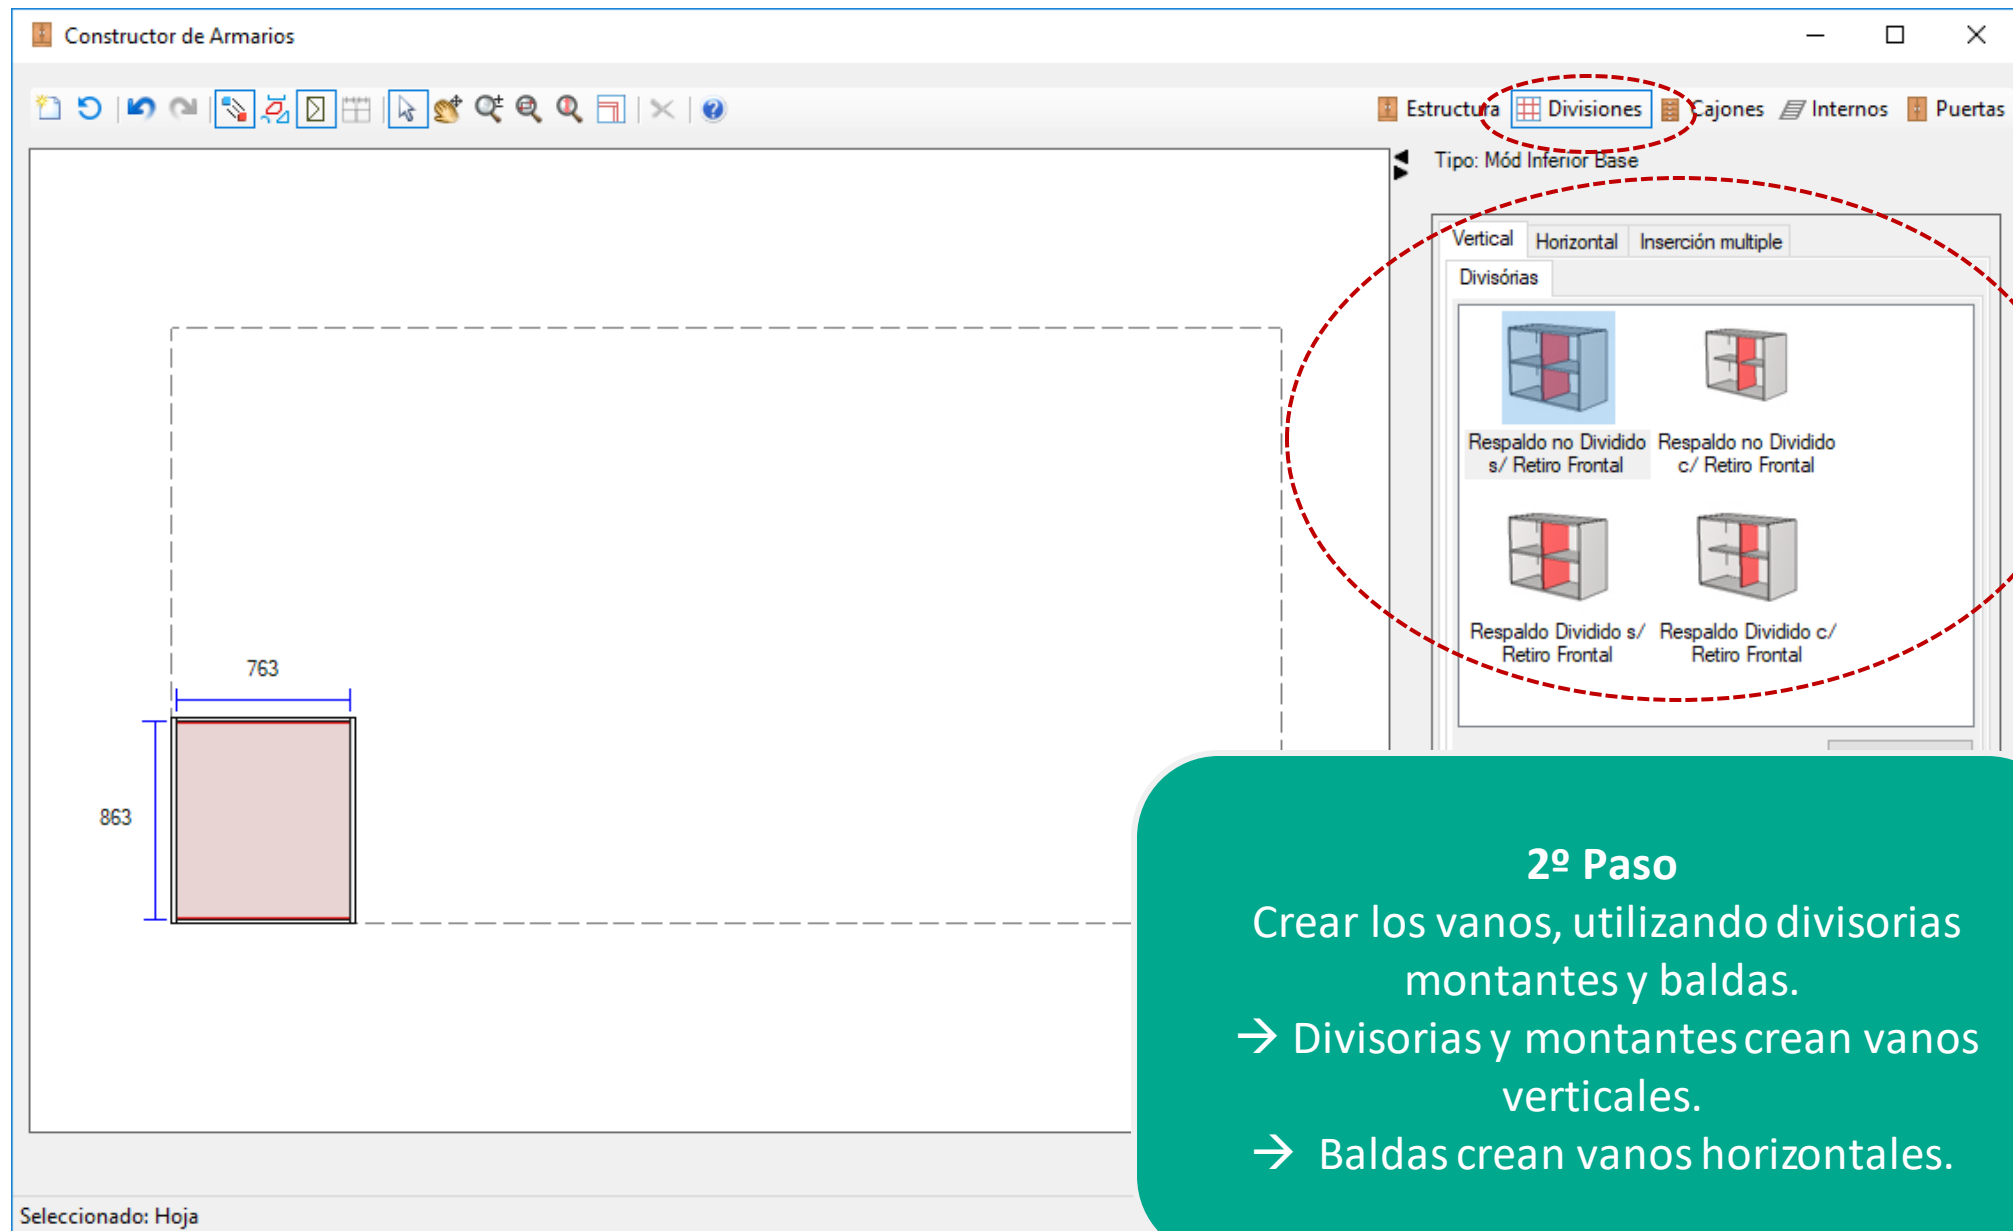 Constructor de Armarios
Estructura Divisiones Cajones Internos Puertas
Tipo: Mód Inferior Base
Vertical Horizontal Inserción multiple
Divisórias
Respaldo no Dividido s/ Retiro Frontal
Respaldo no Dividido c/ Retiro Frontal
Respaldo Dividido s/ Retiro Frontal
Respaldo Dividido c/ Retiro Frontal
763
863
2º Paso
Crear los vanos, utilizando divisorias
montantes y baldas.
→ Divisorias y montantes crean vanos
verticales.
→ Baldas crean vanos horizontales.
Seleccionado: Hoja